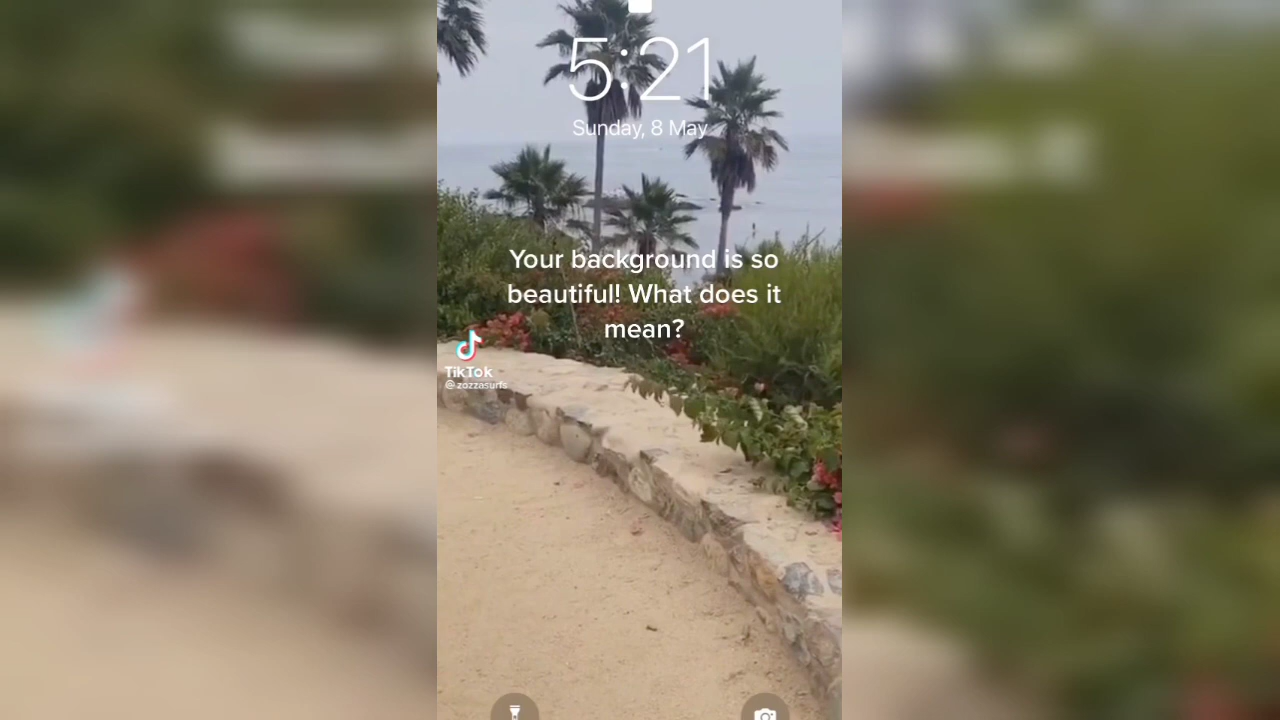 5:21
Sunday, 8 May
Your background is so
beautiful! What does it
mean?
TikTok
@zozzasurfs